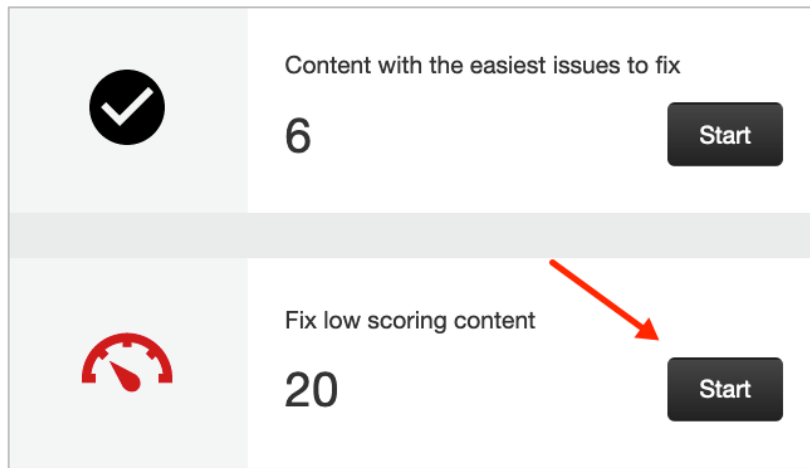 Content with the easiest issues to fix
6
Start
Fix low scoring content
20
Start